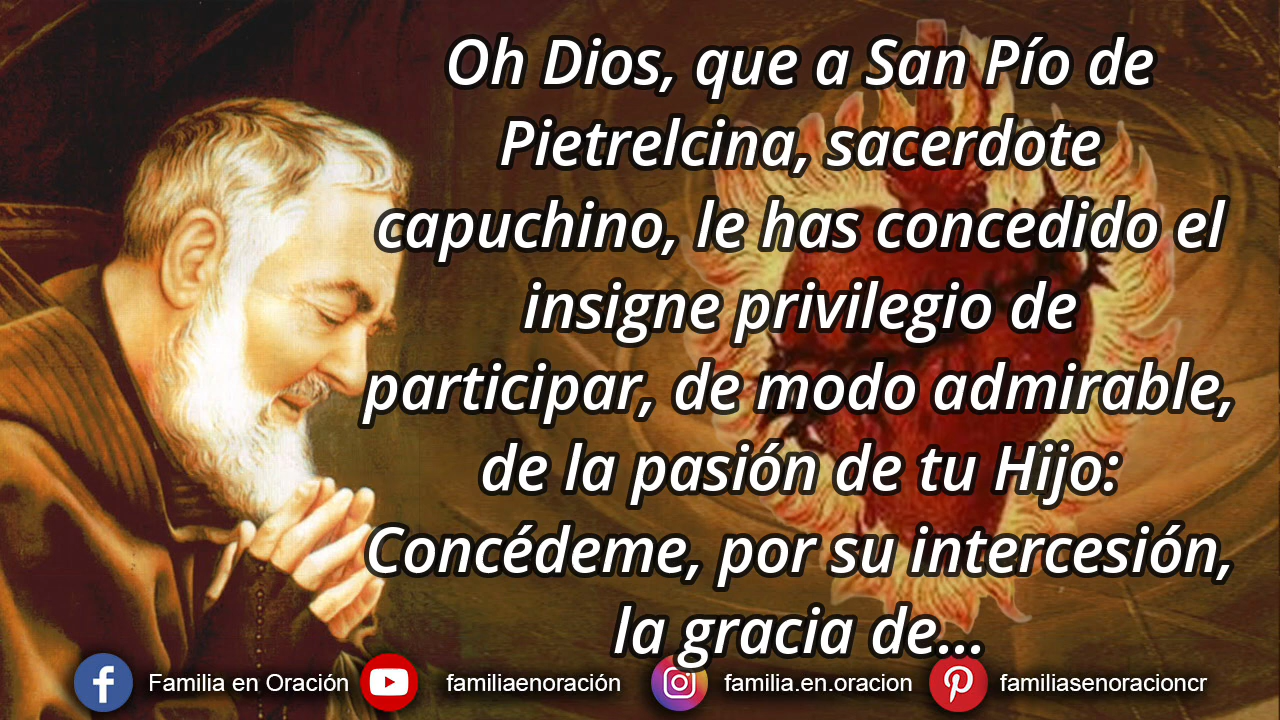 Oh Dios, que a San Pío de
Pietrelcina, sacerdote
capuchino, le has concedido el
insigne privilegio de
participar, de modo admirable,
de la pasión de tu Hijo:
Concédeme, por su intercesión,
la gracia de...
Familia en Oración familiaenoración familia.en.oracion familiasenoracioncr